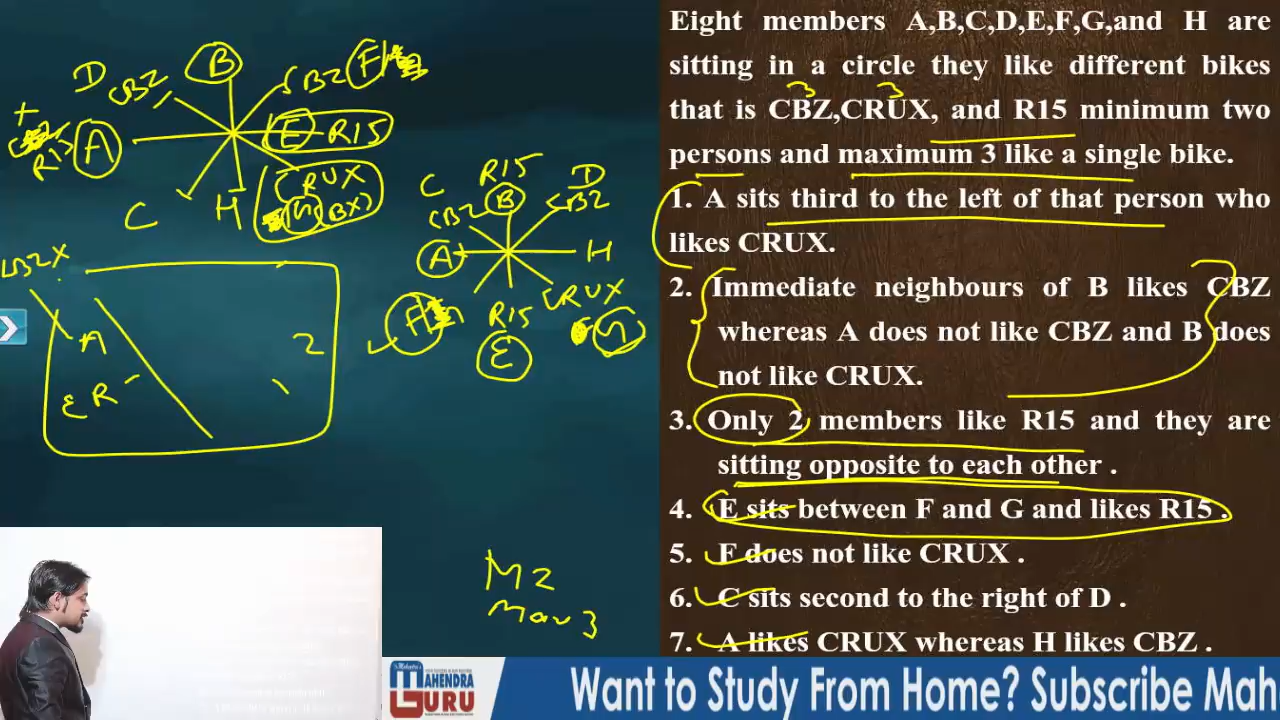 Eight members A,B,C,D,E,F,G,and H are
sitting in a circle they like different bikes
that is CBZ,CRUX, and R15 minimum two
persons and maximum 3 like a single bike.
1. A sits third to the left of that person who
likes CRUX.
2. Immediate neighbours of B likes CBZ
whereas A does not like CBZ and B does
not like CRUX.
3. Only 2 members like R15 and they are
sitting opposite to each other .
4. E sits between F and G and likes R15 .
5. F does not like CRUX .
6. C sits second to the right of D .
7. A likes CRUX whereas H likes CBZ .
3 3
D CBZ B CBZ F
R15 A E R15
C H CRUX
C R15 D
CBZ B CBZ
A H
R15 CRUX
E
A 2
E R
M2
Max 3
MAHENDRA
GURU
Want to Study From Home? Subscribe Mah